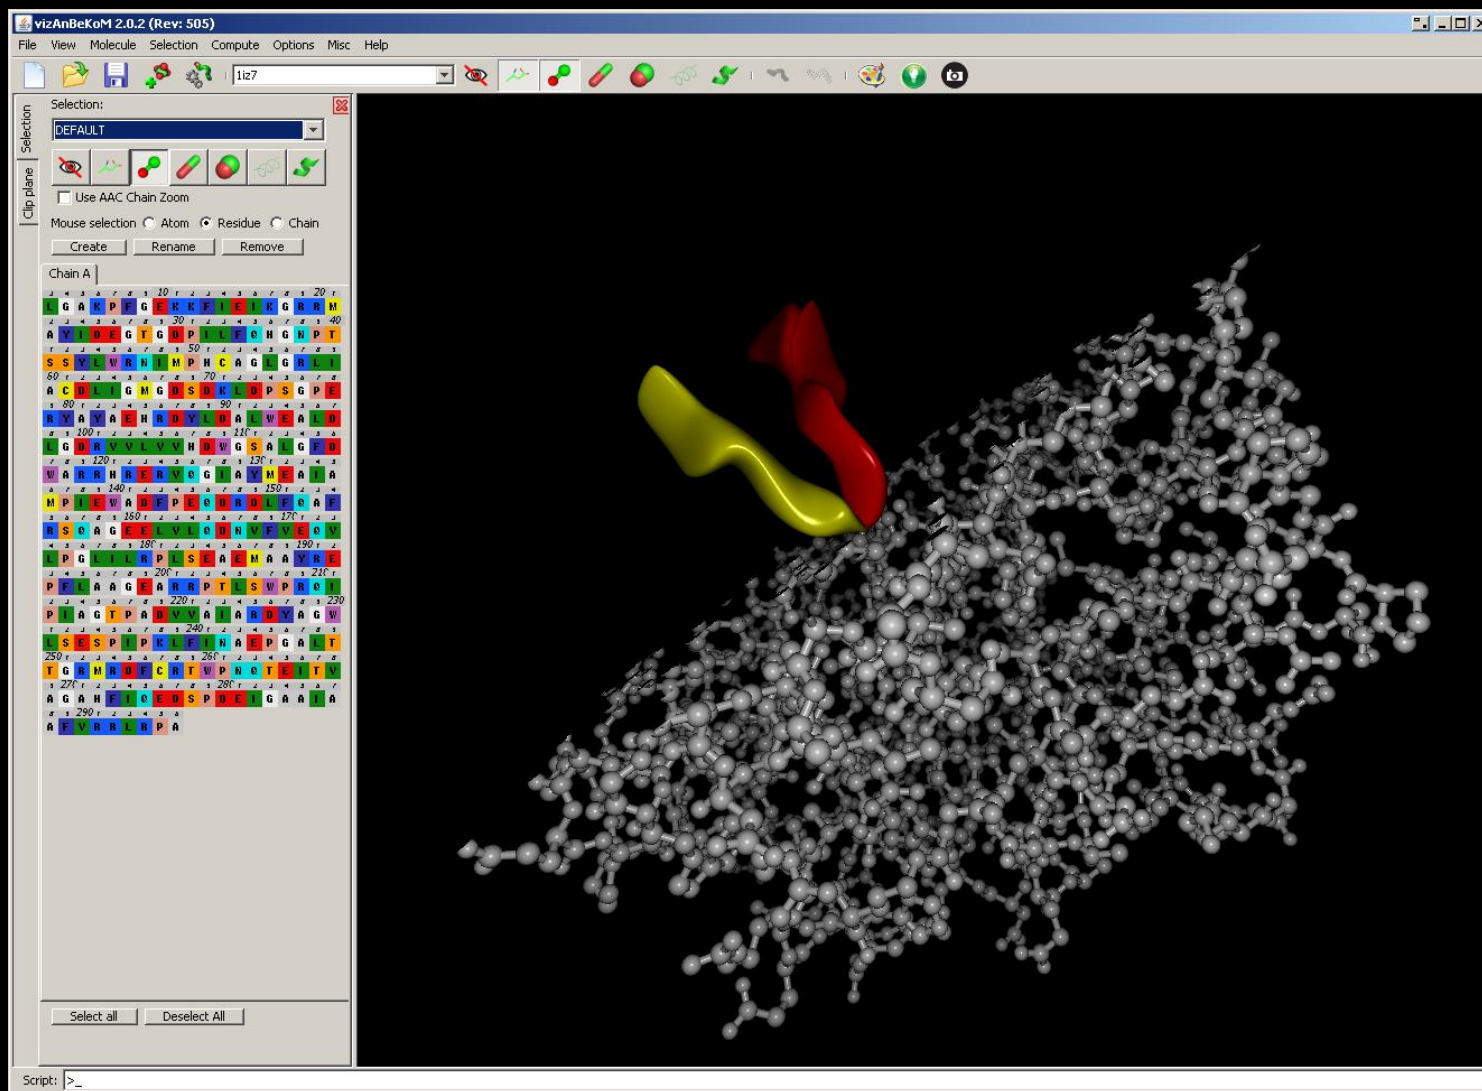 vizAnBeKoM 2.0.2 (Rev: 505)
File View Molecule Selection Compute Options Misc Help
1iz7
Selection
Clip plane
Selection:
DEFAULT
Use AAC Chain Zoom
Mouse selection Atom Residue Chain
Create Rename Remove
Chain A
L G A K P F G E K K F I E I K G R R M
A Y I D E G T G D P I L F Q H G N P T
S S Y L W R N I M P H C A G L G R L I
A C D L I G M G D S D K L D P S G P E
R Y A Y A E H R D Y L D A L W E A L D
L G D R V V L V V H D W G S A L G F D
W A R R H R E R V Q G I A Y M E A I A
M P I E W A D F P E Q D R D L F Q A F
R S Q A G E E L V L Q D N V F V E Q V
L P G L I L R P L S E A E M A A Y R E
P F L A A G E A R R P T L S W P R Q I
P I A G T P A D V V A I A R D Y A G W
L S E S P I P K L F I N A E P G A L T
T G R M R D F C R T W P N Q T E I T V
A G A H F I Q E D S P D E I G A A I A
A F V R R L R P A
Select all Deselect All
Script: >_